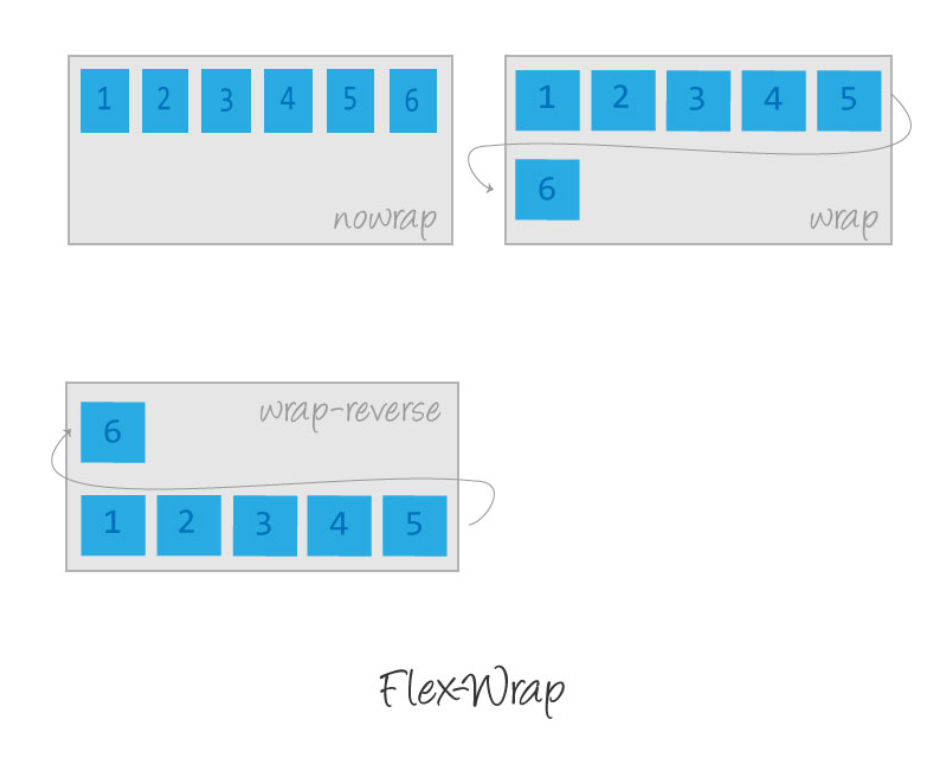 1 2 3 4 5 6
nowrap
1 2 3 4 5
6
wrap
wrap-reverse
6
1 2 3 4 5
Flex-Wrap